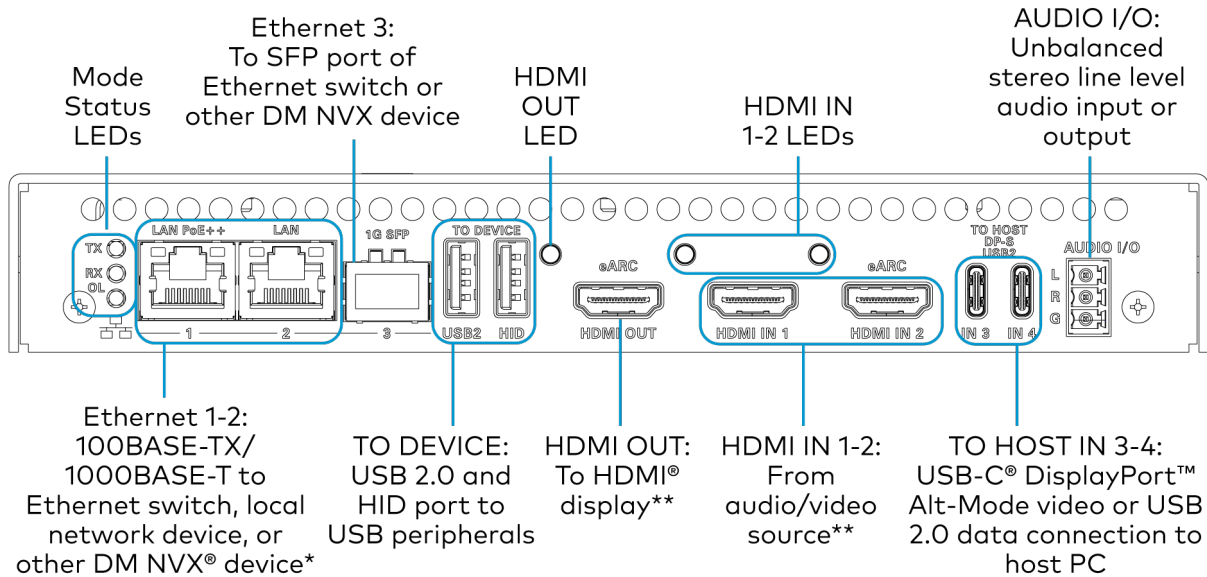 Ethernet 3:
To SFP port of
Ethernet switch or
other DM NVX device
Mode
Status
LEDs
HDMI
OUT
LED
HDMI IN
1-2 LEDs
AUDIO I/O:
Unbalanced
stereo line level
audio input or
output
LAN PoE++
LAN
1G SFP
TO DEVICE
TO HOST
DP-S
USB2
AUDIO I/O
TX
RX
OL
eARC
eARC
L
R
G
1
2
3
USB2
HID
HDMI OUT
HDMI IN 1
HDMI IN 2
IN 3
IN 4
Ethernet 1-2:
100BASE-TX/
1000BASE-T to
Ethernet switch, local
network device, or
other DM NVX® device*
TO DEVICE:
USB 2.0 and
HID port to
USB peripherals
HDMI OUT:
To HDMI®
display**
HDMI IN 1-2:
From
audio/video
source**
TO HOST IN 3-4:
USB-C® DisplayPort™
Alt-Mode video or USB
2.0 data connection to
host PC